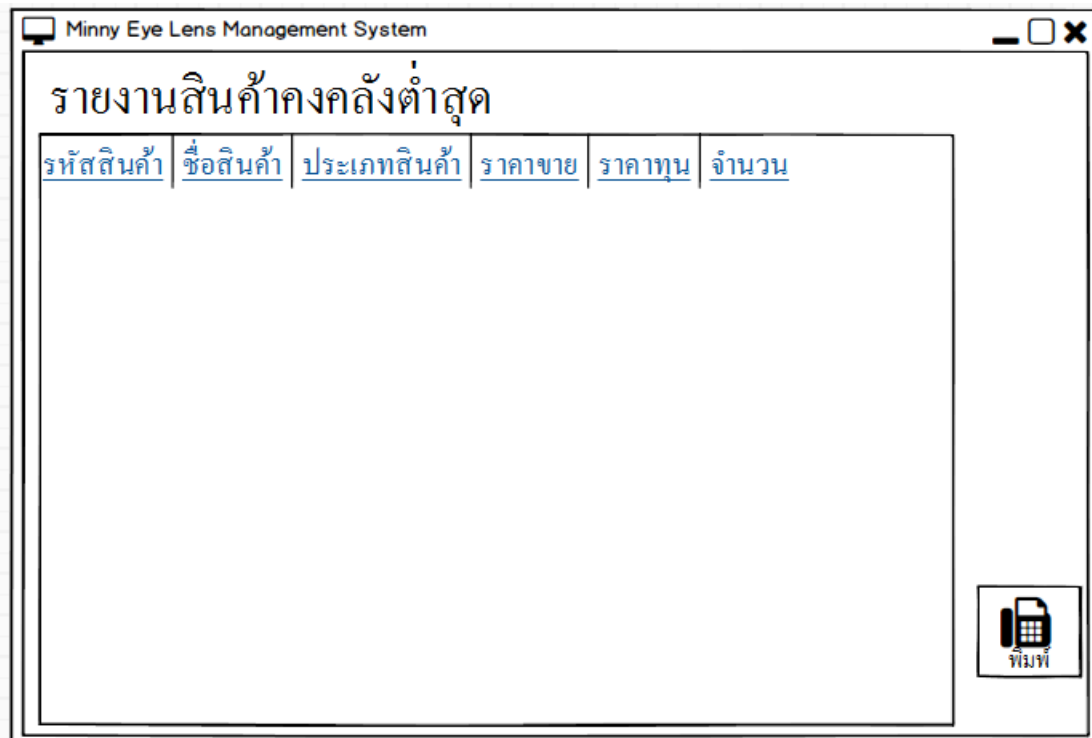 Minny Eye Lens Management System
รายงานสินค้าคงคลังต่ำสุด
รหัสสินค้า ชื่อสินค้า ประเภทสินค้า ราคาขาย ราคาทุน จำนวน
พิมพ์